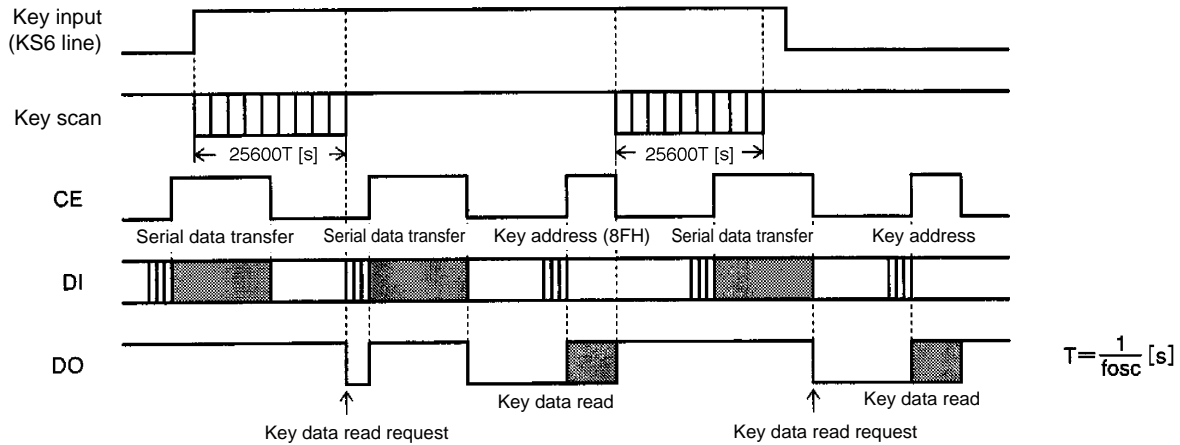 Key input
(KS6 line)
Key scan
25600T [s]
25600T [s]
CE
Serial data transfer
Serial data transfer
Key address (8FH)
Serial data transfer
Key address
DI
DO
T=1/fosc [s]
Key data read
Key data read
Key data read request
Key data read request